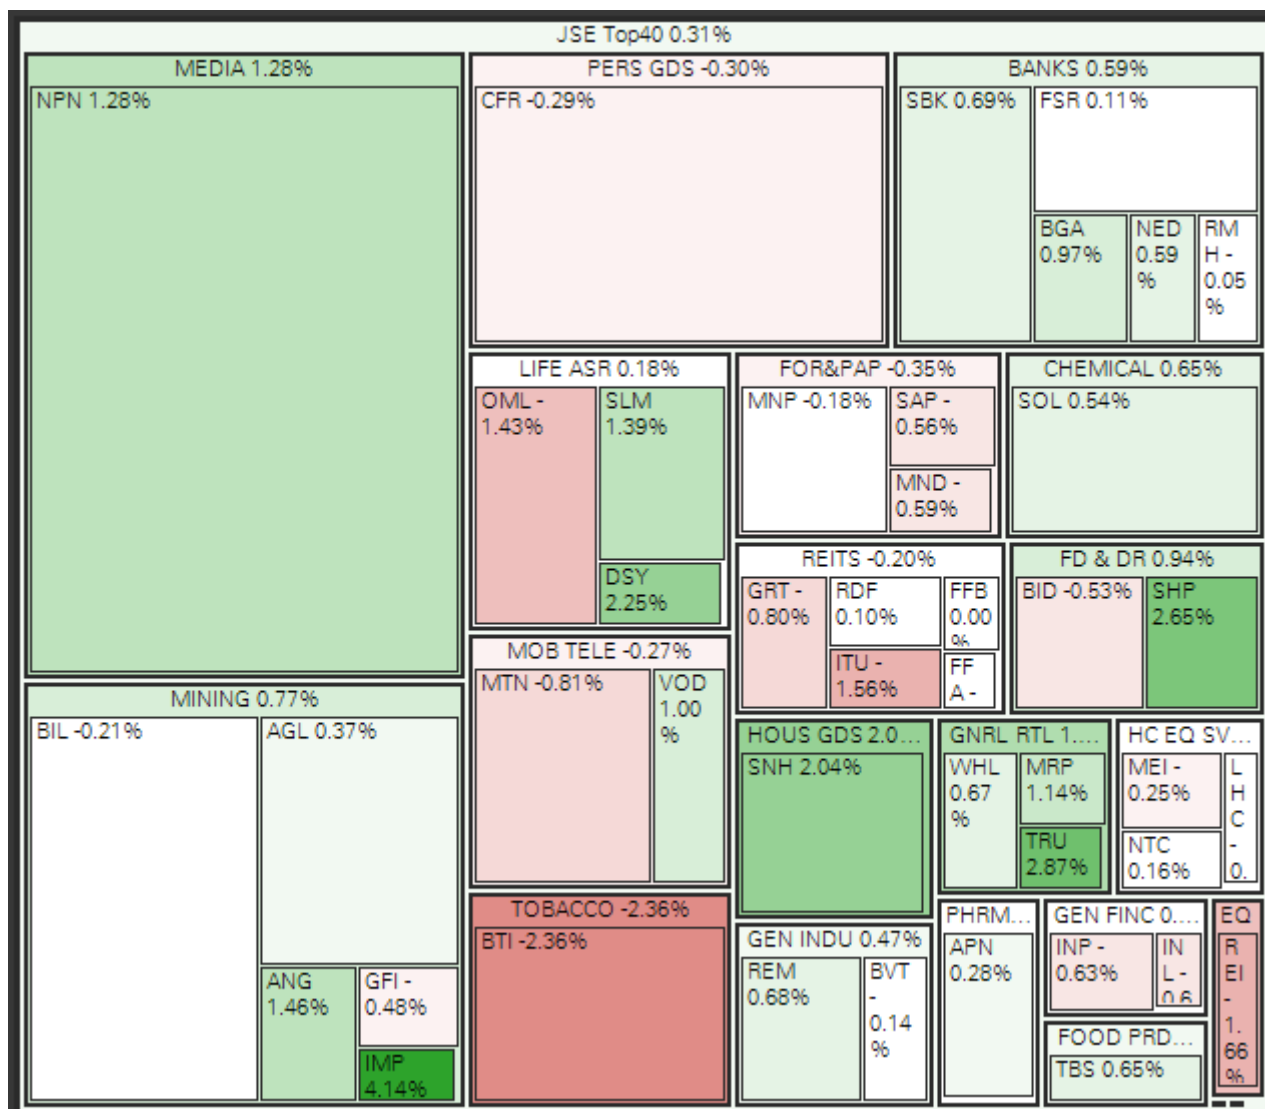 JSE Top40 0.31%
MEDIA 1.28%
NPN 1.28%
PERS GDS -0.30%
CFR -0.29%
BANKS 0.59%
SBK 0.69%
FSR 0.11%
BGA
0.97%
NED
0.59
%
RM
H -
0.05
%
LIFE ASR 0.18%
OML -
1.43%
SLM
1.39%
DSY
2.25%
FOR&PAP -0.35%
MNP -0.18%
SAP -
0.56%
MND -
0.59%
CHEMICAL 0.65%
SOL 0.54%
REITS -0.20%
GRT -
0.80%
RDF
0.10%
FFB
0.00
%
ITU -
1.56%
FF
A -
FD & DR 0.94%
BID -0.53%
SHP
2.65%
MOB TELE -0.27%
MTN -0.81%
VOD
1.00
%
MINING 0.77%
BIL -0.21%
AGL 0.37%
ANG
1.46%
GFI -
0.48%
IMP
4.14%
HOUS GDS 2.0...
SNH 2.04%
GNRL RTL 1....
WHL
0.67
%
MRP
1.14%
TRU
2.87%
HC EQ SV...
MEI -
0.25%
NTC
0.16%
L
H
C
-
0.
TOBACCO -2.36%
BTI -2.36%
GEN INDU 0.47%
REM
0.68%
BVT
-
0.14
%
PHRM...
APN
0.28%
GEN FINC 0....
INP -
0.63%
IN
L -
0.6
FOOD PRD...
TBS 0.65%
EQ
R
EI
-
1.
66
%